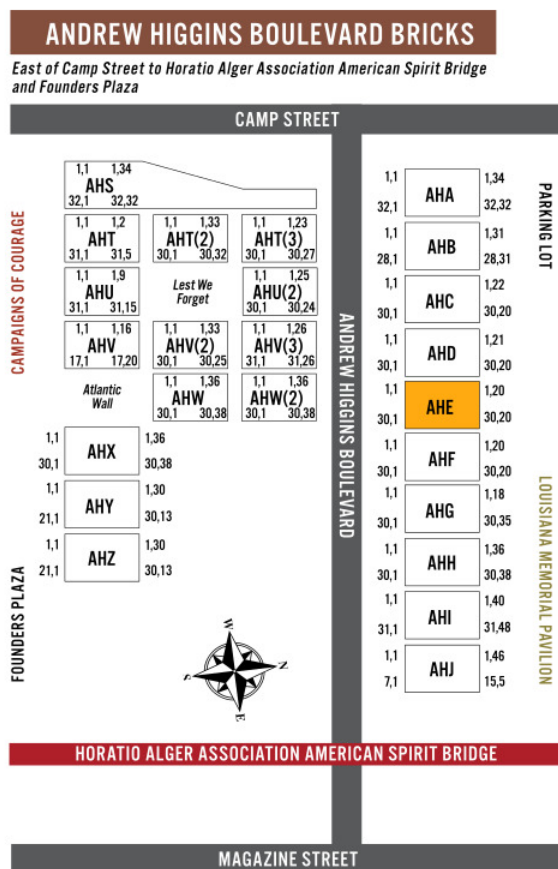 ANDREW HIGGINS BOULEVARD BRICKS
East of Camp Street to Horatio Alger Association American Spirit Bridge
and Founders Plaza
CAMP STREET
CAMPAIGNS OF COURAGE
FOUNDERS PLAZA
1,1 1,34
AHS
32,1 32,32
1,1 1,2
AHT
31,1 31,5
1,1 1,33
AHT(2)
30,1 30,32
1,1 1,23
AHT(3)
30,1 30,27
1,1 1,9
AHU
31,1 31,15
Lest We
Forget
1,1 1,25
AHU(2)
30,1 30,24
1,1 1,16
AHV
17,1 17,20
1,1 1,33
AHV(2)
30,1 30,25
1,1 1,26
AHV(3)
31,1 31,26
Atlantic
Wall
1,1 1,36
AHW
30,1 30,38
1,1 1,36
AHW(2)
30,1 30,38
1,1 1,36
AHX
30,1 30,38
1,1 1,30
AHY
21,1 30,13
1,1 1,30
AHZ
21,1 30,13
W
N
S
E
ANDREW HIGGINS BOULEVARD
1,1 1,34
AHA
32,1 32,32
1,1 1,31
AHB
28,1 28,31
1,1 1,22
AHC
30,1 30,20
1,1 1,21
AHD
30,1 30,20
1,1 1,20
AHE
30,1 30,20
1,1 1,20
AHF
30,1 30,20
1,1 1,18
AHG
30,1 30,35
1,1 1,36
AHH
30,1 30,38
1,1 1,40
AHI
31,1 31,48
1,1 1,46
AHJ
7,1 15,5
PARKING LOT
LOUISIANA MEMORIAL PAVILION
HORATIO ALGER ASSOCIATION AMERICAN SPIRIT BRIDGE
MAGAZINE STREET